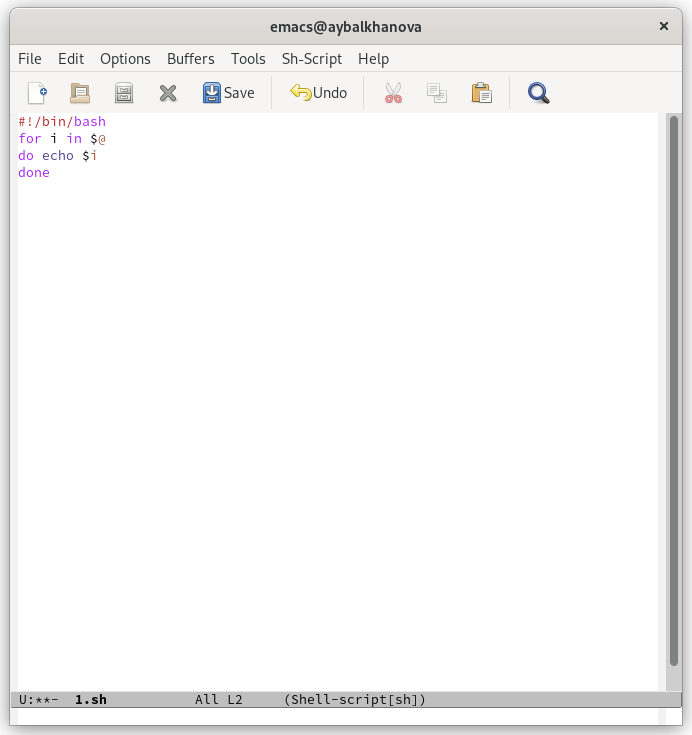 emacs@aybalkhanova ×
File Edit Options Buffers Tools Sh-Script Help
Save Undo
#!/bin/bash
for i in $@
do echo $i
done
U:**- 1.sh All L2 (Shell-script[sh])